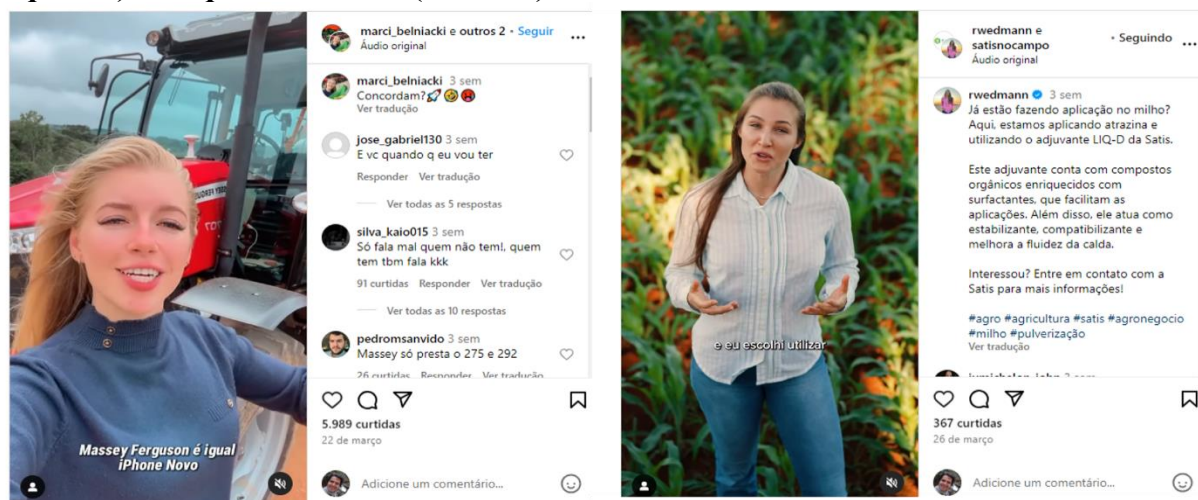 marci_belniacki e outros 2 • Seguir
Áudio original
marci_belniacki 3 sem
Concordam?🚀🤣😡
Ver tradução
jose_gabriel130 3 sem
E vc quando q eu vou ter
Responder Ver tradução
Ver todas as 5 respostas
silva_kaio015 3 sem
Só fala mal quem não tem!, quem
tem tbm fala kkk
91 curtidas Responder Ver tradução
Ver todas as 10 respostas
pedromsanvido 3 sem
Massey só presta o 275 e 292
26 curtidas Responder Ver tradução
5.989 curtidas
22 de março
Adicione um comentário...
Massey Ferguson é igual
iPhone Novo
rwedmann e
satisnocampo
• Seguindo
Áudio original
rwedmann 3 sem
Já estão fazendo aplicação no milho?
Aqui, estamos aplicando atrazina e
utilizando o adjuvante LIQ-D da Satis.
Este adjuvante conta com compostos
orgânicos enriquecidos com
surfactantes, que facilitam as
aplicações. Além disso, ele atua como
estabilizante, compatibilizante e
melhora a fluidez da calda.
Interessou? Entre em contato com a
Satis para mais informações!
#agro #agricultura #satis #agronegocio
#milho #pulverização
Ver tradução
367 curtidas
26 de março
Adicione um comentário...
e eu escolhi utilizar